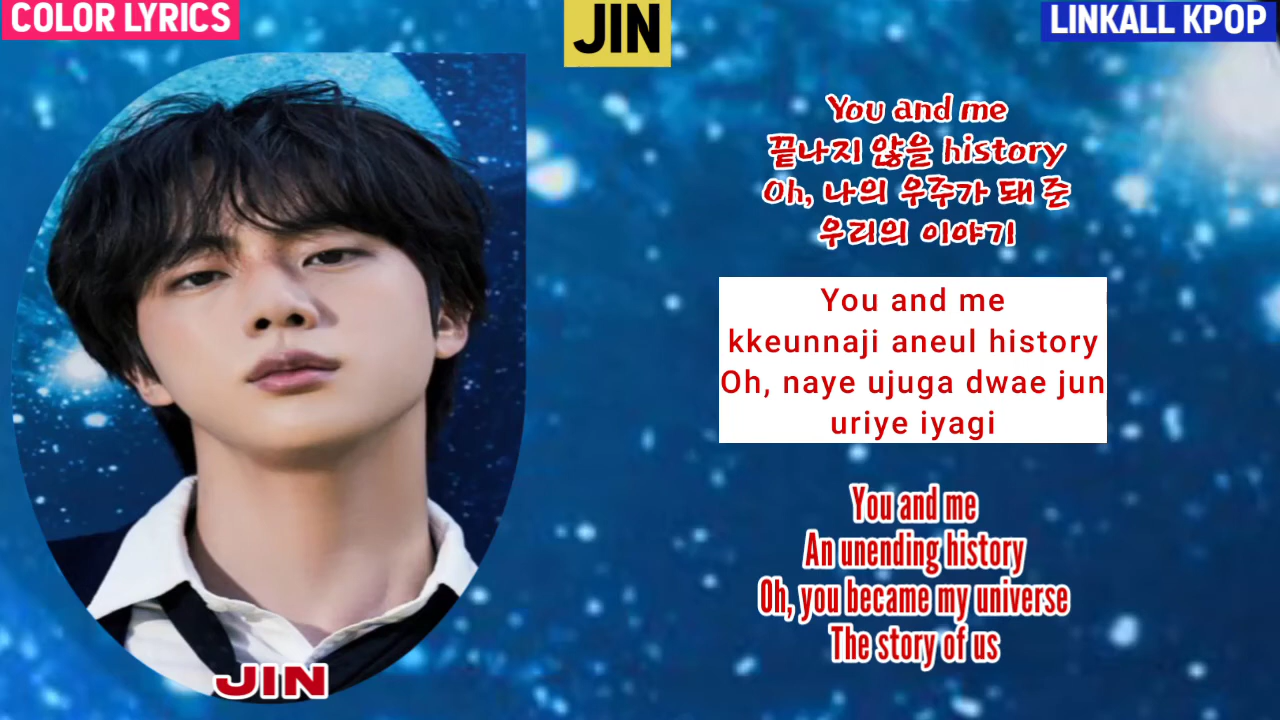 COLOR LYRICS
JIN
LINKALL KPOP
You and me
끝나지 않을 history
Oh, 나의 우주가 돼 준
우리의 이야기
You and me
kkeunnaji aneul history
Oh, naye ujuga dwae jun
uriye iyagi
You and me
An unending history
Oh, you became my universe
The story of us
JIN